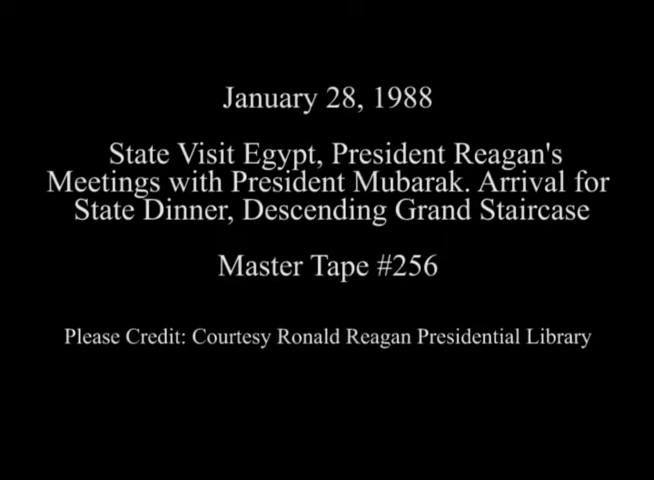 January 28, 1988
State Visit Egypt, President Reagan's
Meetings with President Mubarak. Arrival for
State Dinner, Descending Grand Staircase
Master Tape #256
Please Credit: Courtesy Ronald Reagan Presidential Library